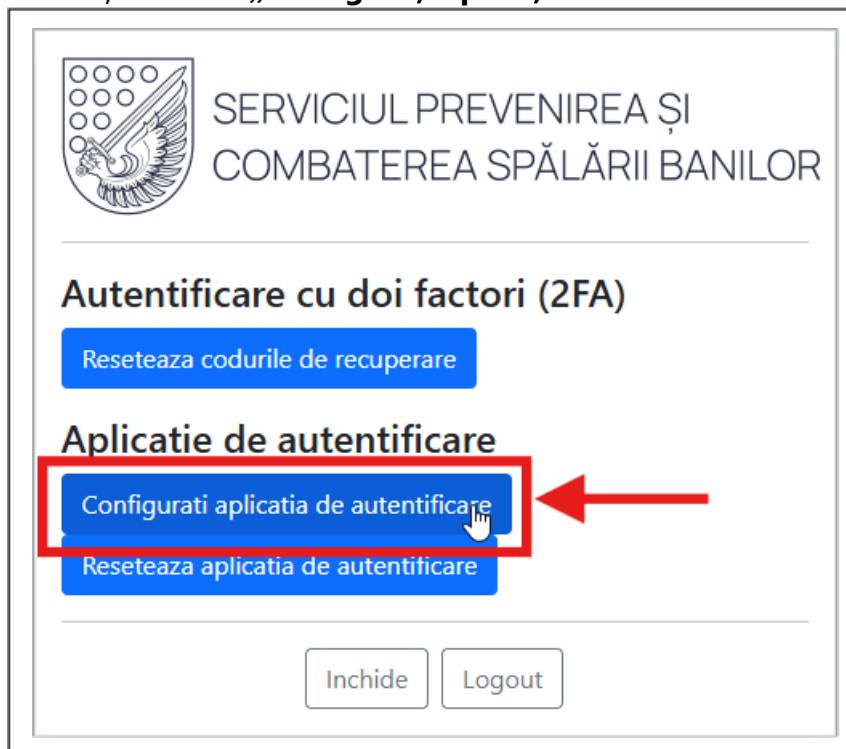 SERVICIUL PREVENIREA ȘI
COMBATEREA SPĂLĂRII BANILOR
Autentificare cu doi factori (2FA)
Reseteaza codurile de recuperare
Aplicatie de autentificare
Configurati aplicatia de autentificare
Reseteaza aplicatia de autentificare
Inchide Logout